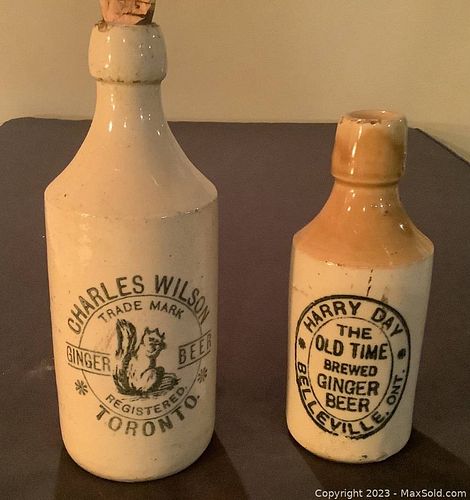 CHARLES WILSON
TRADE MARK
GINGER BEER
REGISTERED
TORONTO.
HARRY DAY
THE
OLD TIME
BREWED
GINGER
BEER
BELLEVILLE, ONT.
Copyright 2023 - MaxSold.com